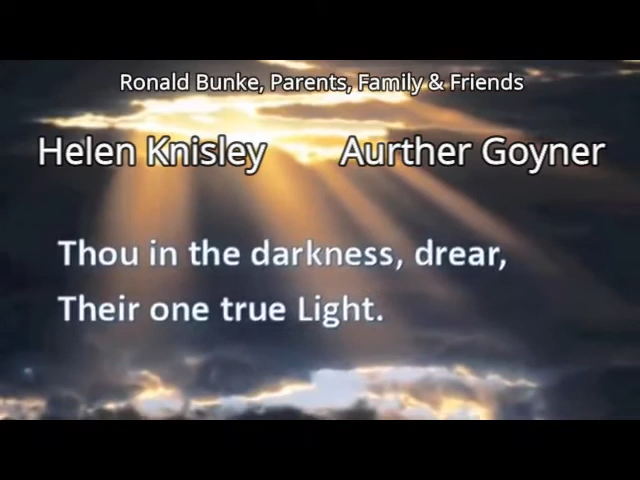 Ronald Bunke, Parents, Family & Friends
Helen Knisley Aurther Goyner
Thou in the darkness, drear,
Their one true Light.